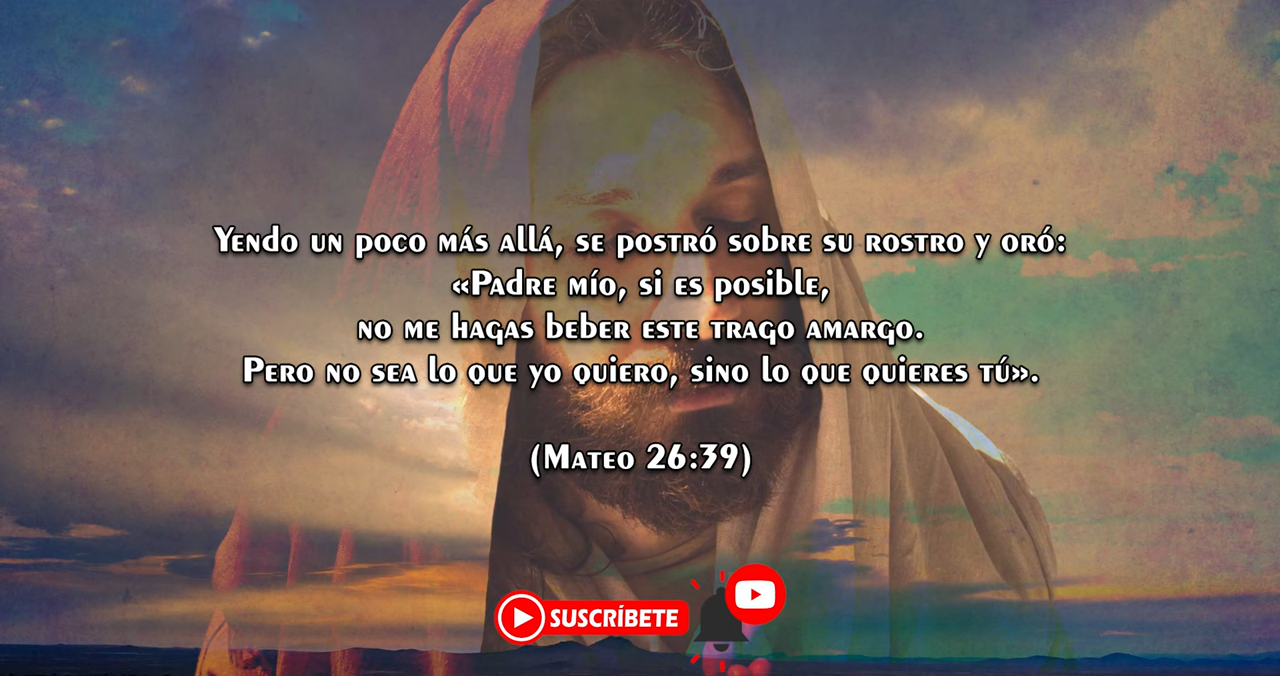 Yendo un poco más allá, se postró sobre su rostro y oró:
«Padre mío, si es posible,
no me hagas beber este trago amargo.
Pero no sea lo que yo quiero, sino lo que quieres tú».
(Mateo 26:39)
SUSCRÍBETE